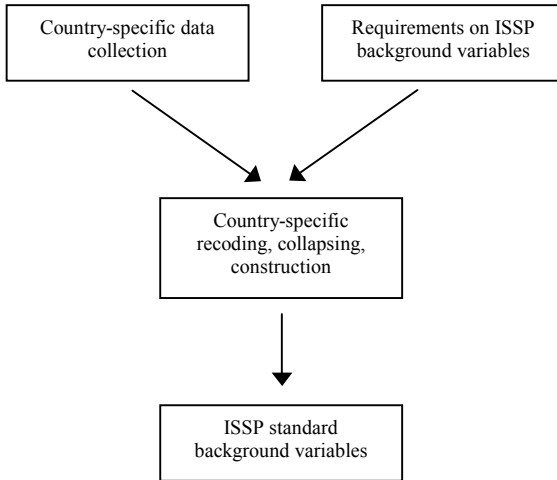 Country-specific data
collection
Requirements on ISSP
background variables
Country-specific
recoding, collapsing,
construction
ISSP standard
background variables